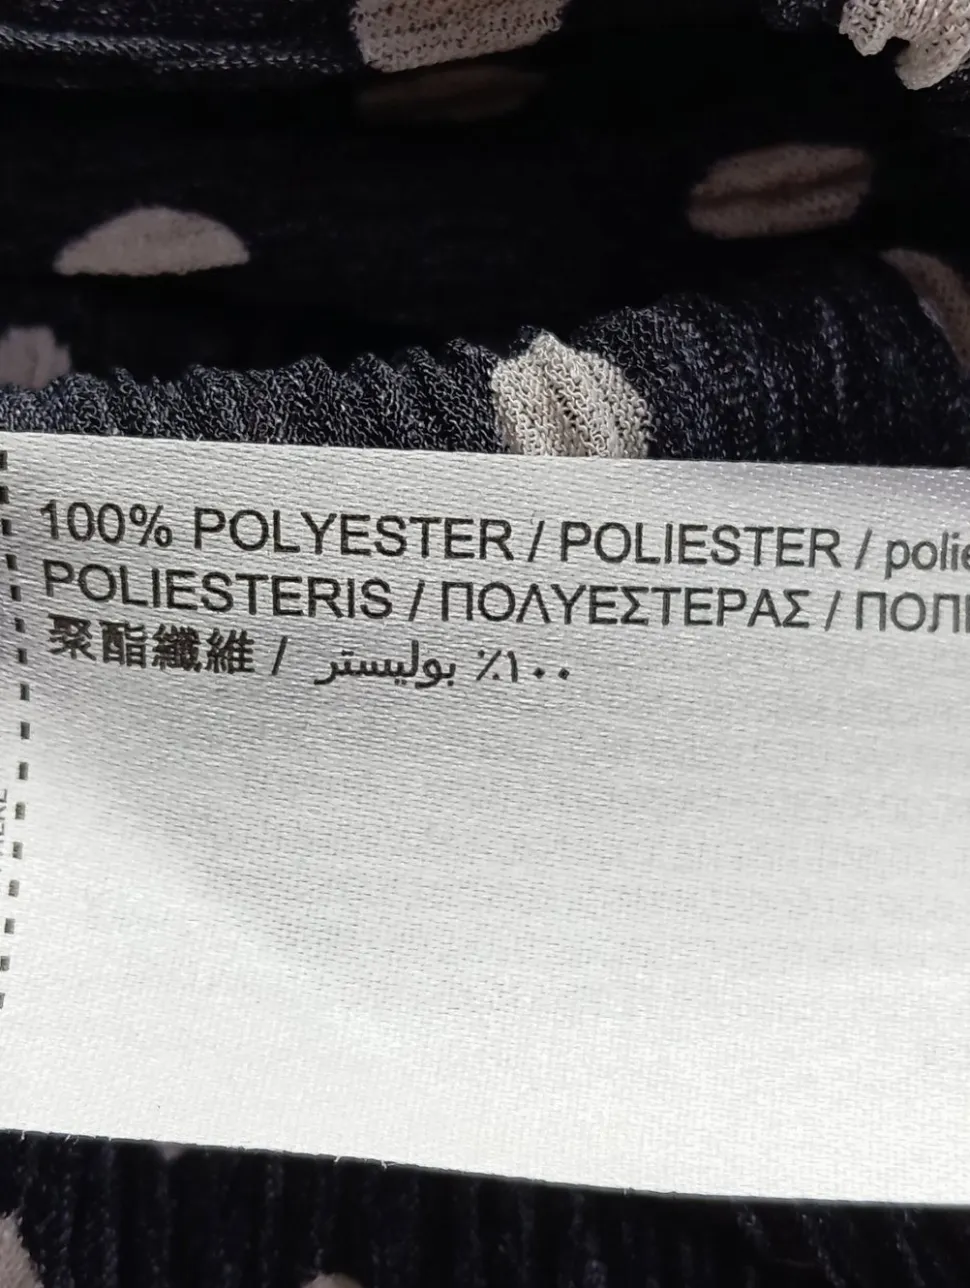 100% POLYESTER / POLIESTER /
POLIESTERIS / ΠΟΛΥΕΣΤΕΡΑΣ /
聚酯纖維 / بوليستر ٪١٠٠